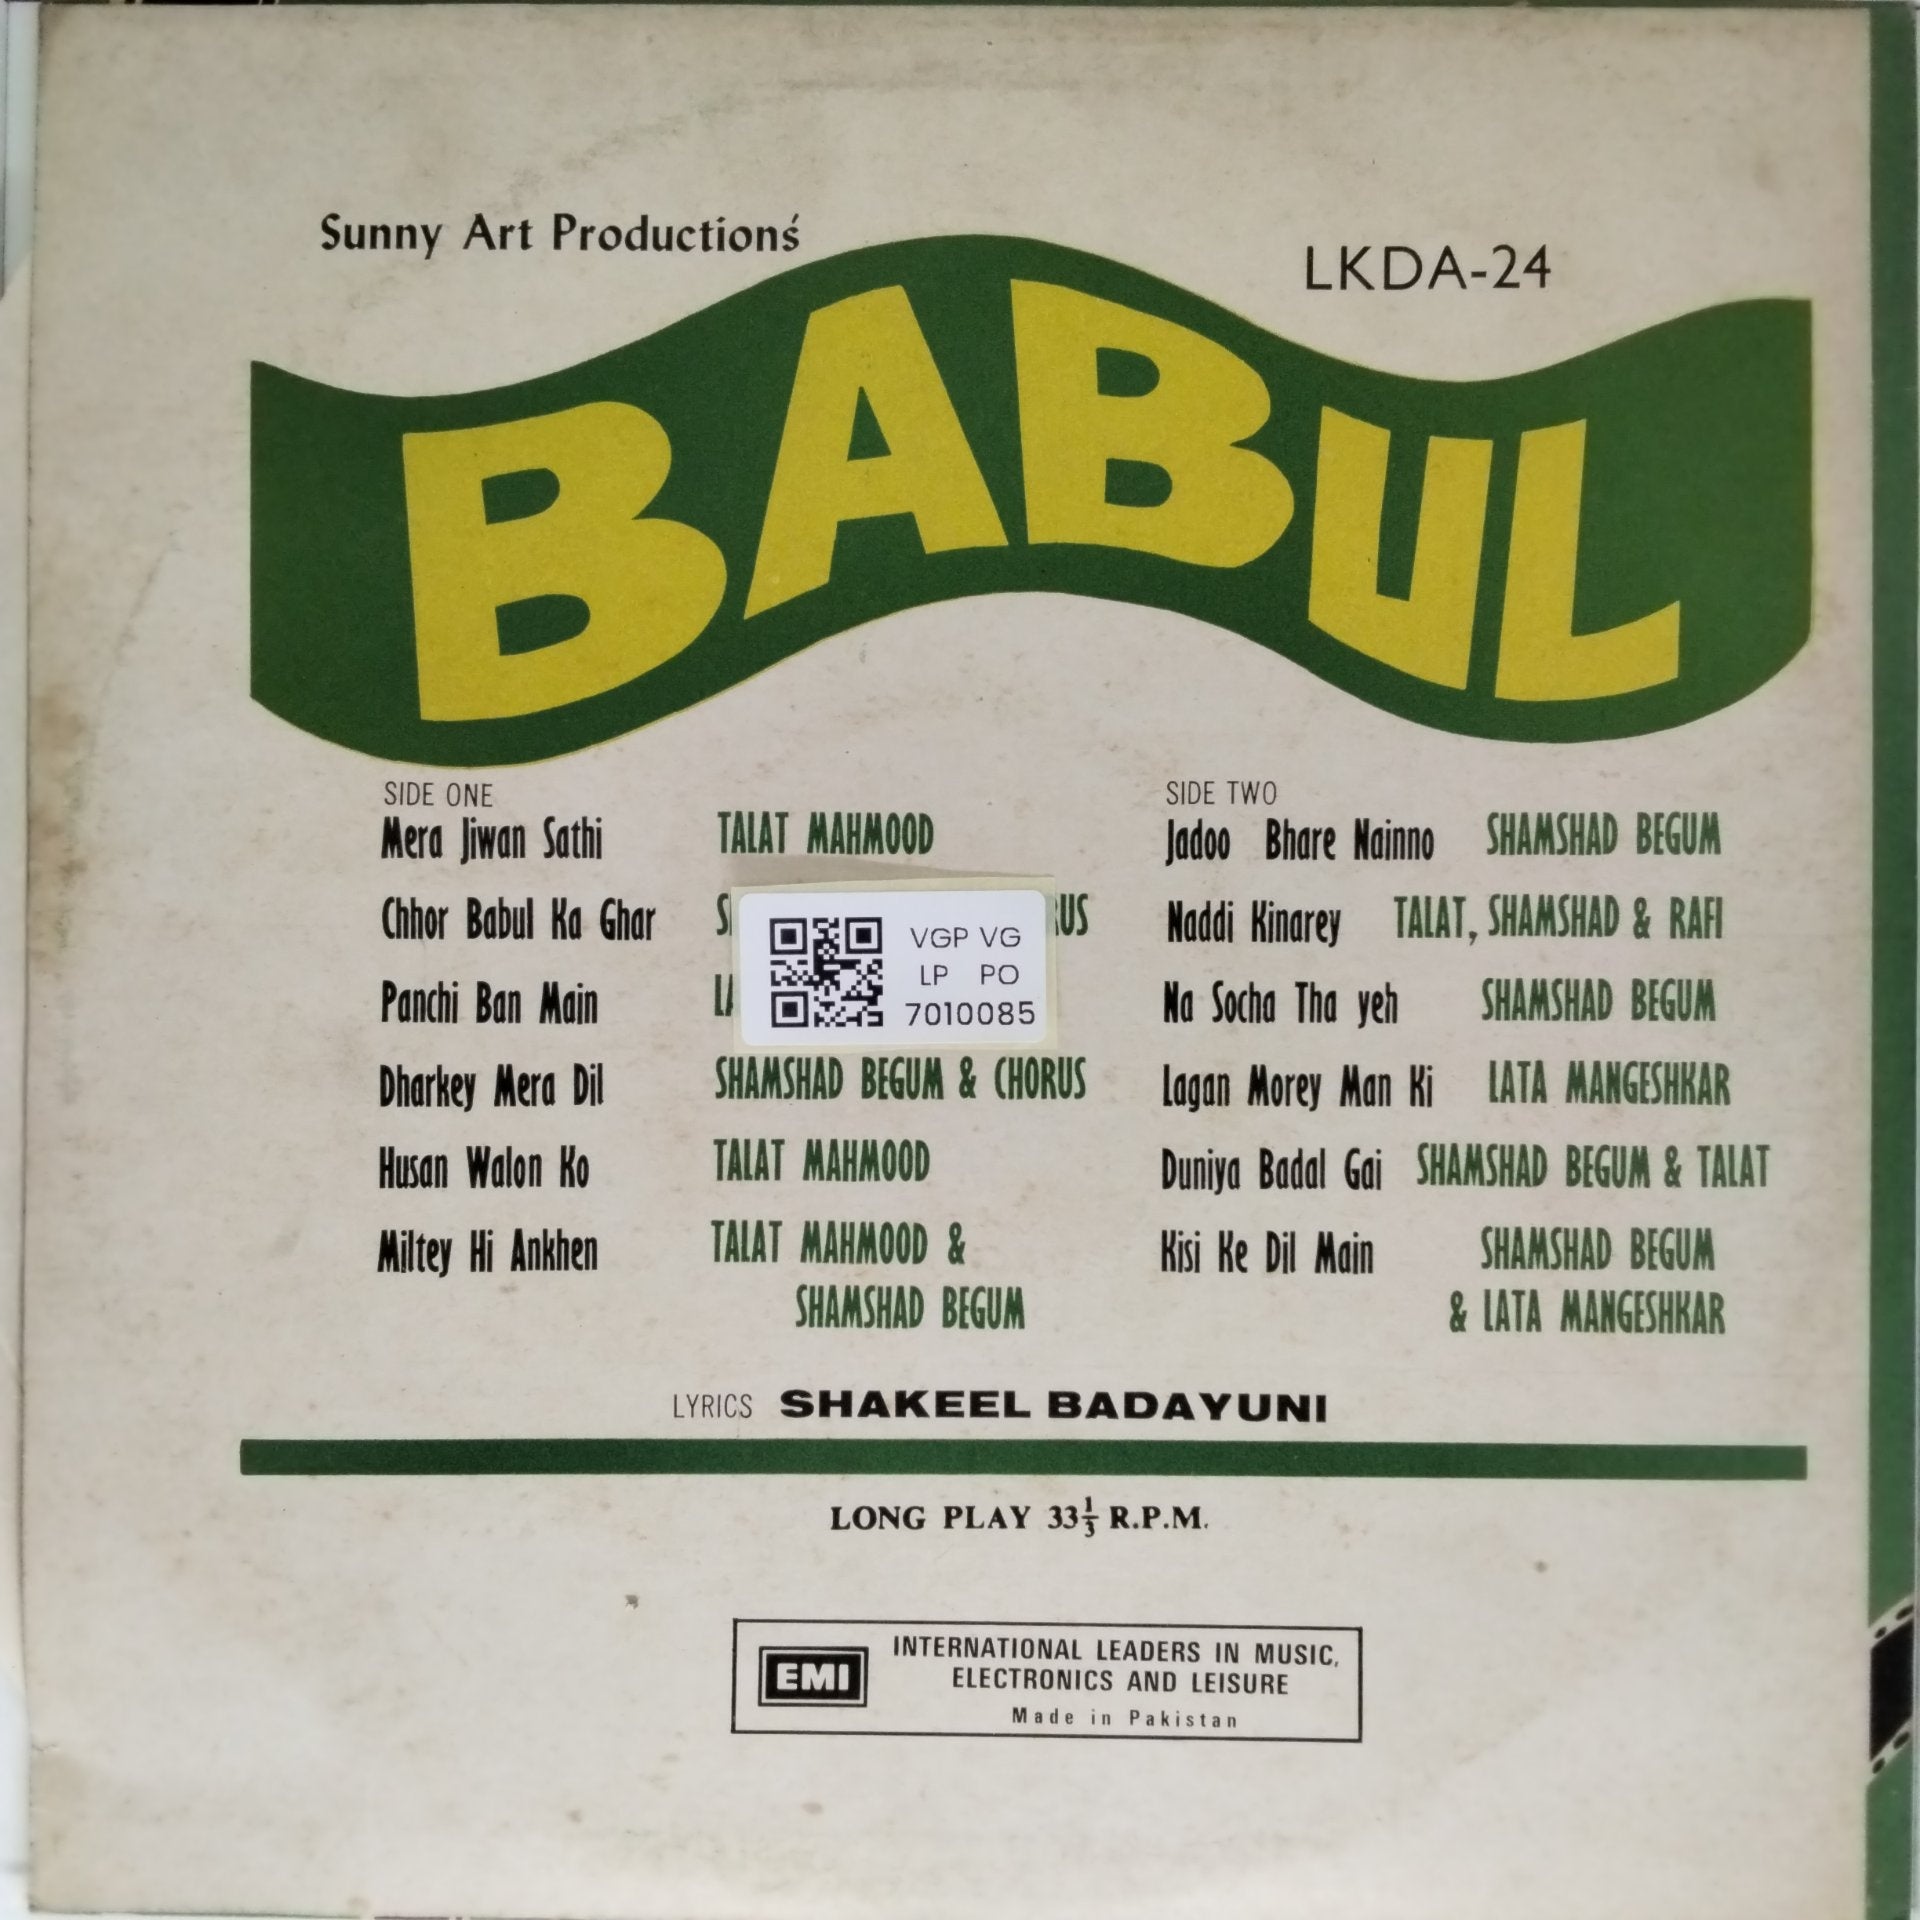 Sunny Art Productions'
LKDA-24
BABUL
SIDE ONE
Mera Jiwan Sathi TALAT MAHMOOD
Chhor Babul Ka Ghar
Panchi Ban Main
Dharkey Mera Dil SHAMSHAD BEGUM & CHORUS
Husan Walon Ko TALAT MAHMOOD
Miltey Hi Ankhen TALAT MAHMOOD &
SHAMSHAD BEGUM
VGP VG
LP PO
7010085
SIDE TWO
Jadoo Bhare Nainno SHAMSHAD BEGUM
Naddi Kinarey TALAT, SHAMSHAD & RAFI
Na Socha Tha yeh SHAMSHAD BEGUM
Lagan Morey Man Ki LATA MANGESHKAR
Duniya Badal Gai SHAMSHAD BEGUM & TALAT
Kisi Ke Dil Main SHAMSHAD BEGUM
& LATA MANGESHKAR
LYRICS SHAKEEL BADAYUNI
LONG PLAY 33⅓ R.P.M.
EMI
INTERNATIONAL LEADERS IN MUSIC,
ELECTRONICS AND LEISURE
Made in Pakistan